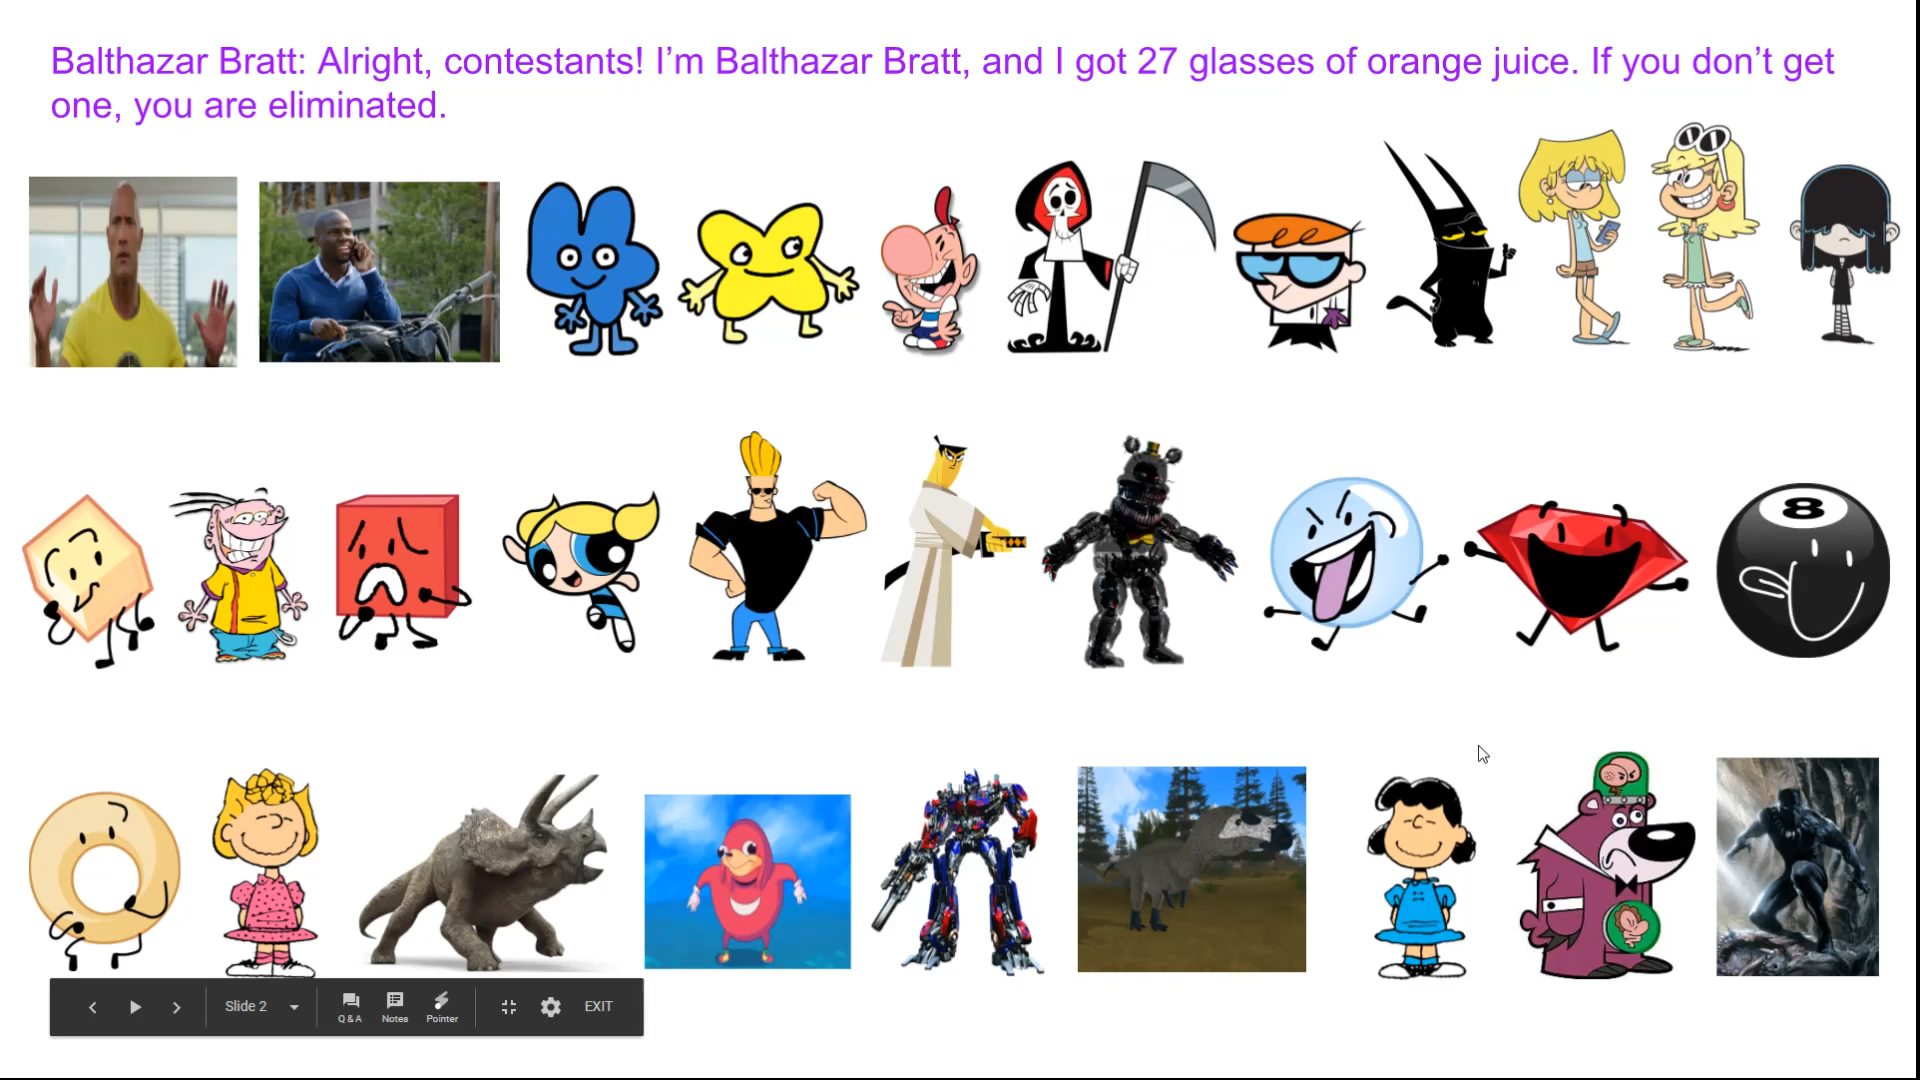 Balthazar Bratt: Alright, contestants! I’m Balthazar Bratt, and I got 27 glasses of orange juice. If you don’t get
one, you are eliminated.
8
Slide 2
Q & A
Notes
Pointer
EXIT